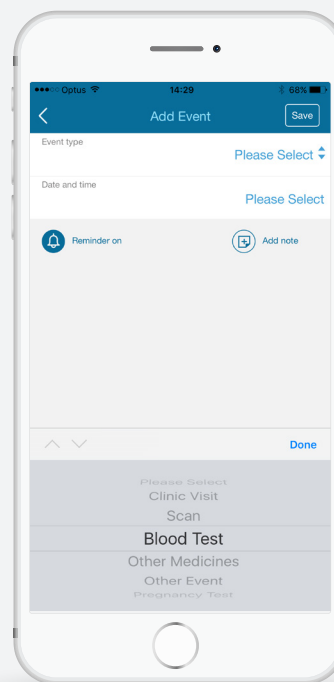 Optus 14:29 68%
Add Event Save
Event type
Please Select
Date and time
Please Select
Reminder on Add note
Done
Please Select
Clinic Visit
Scan
Blood Test
Other Medicines
Other Event
Pregnancy Test